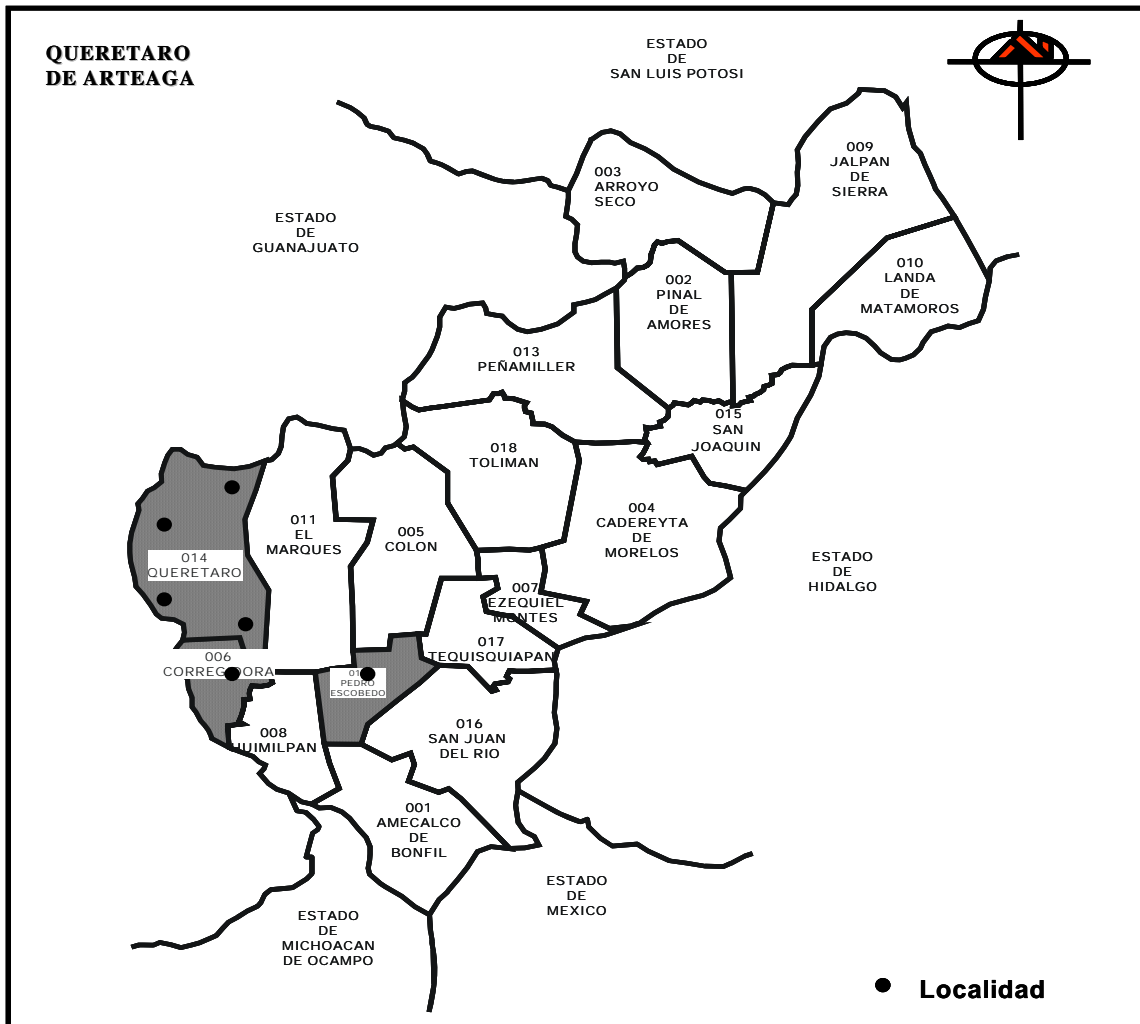 QUERETARO
DE ARTEAGA
ESTADO
DE
SAN LUIS POTOSI
009
JALPAN
DE
SIERRA
003
ARROYO
SECO
ESTADO
DE
GUANAJUATO
010
LANDA
DE
MATAMOROS
002
PINAL
DE
AMORES
013
PEÑAMILLER
015
SAN
JOAQUIN
018
TOLIMAN
004
CADEREYTA
DE
MORELOS
011
EL
MARQUES
005
COLON
014
QUERETARO
ESTADO
DE
HIDALGO
007
EZEQUIEL
MONTES
017
TEQUISQUIAPAN
006
CORREGIDORA
PEDRO
ESCOBEDO
016
SAN JUAN
DEL RIO
008
HUIMILPAN
001
AMECALCO
DE
BONFIL
ESTADO
DE
MEXICO
ESTADO
DE
MICHOACAN
DE OCAMPO
Localidad